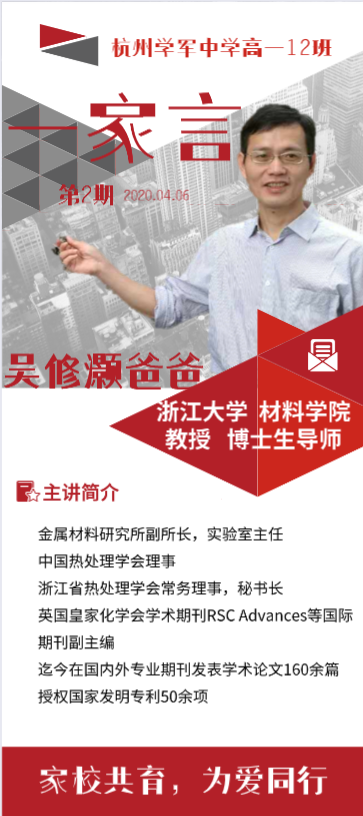 杭州学军中学高一12班
一家言
第2期 2020.04.06
吴修灏爸爸
浙江大学 材料学院
教授 博士生导师
主讲简介
金属材料研究所副所长，实验室主任
中国热处理学会理事
浙江省热处理学会常务理事，秘书长
英国皇家化学会学术期刊RSC Advances等国际
期刊副主编
迄今在国内外专业期刊发表学术论文160余篇
授权国家发明专利50余项
家校共育，为爱同行